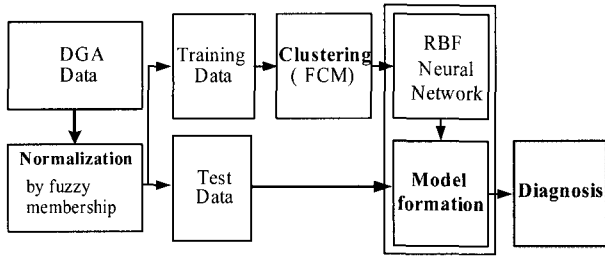 DGA
Data
Training
Data
Clustering
( FCM)
RBF
Neural
Network
Normalization
by fuzzy
membership
Test
Data
Model
formation
Diagnosis